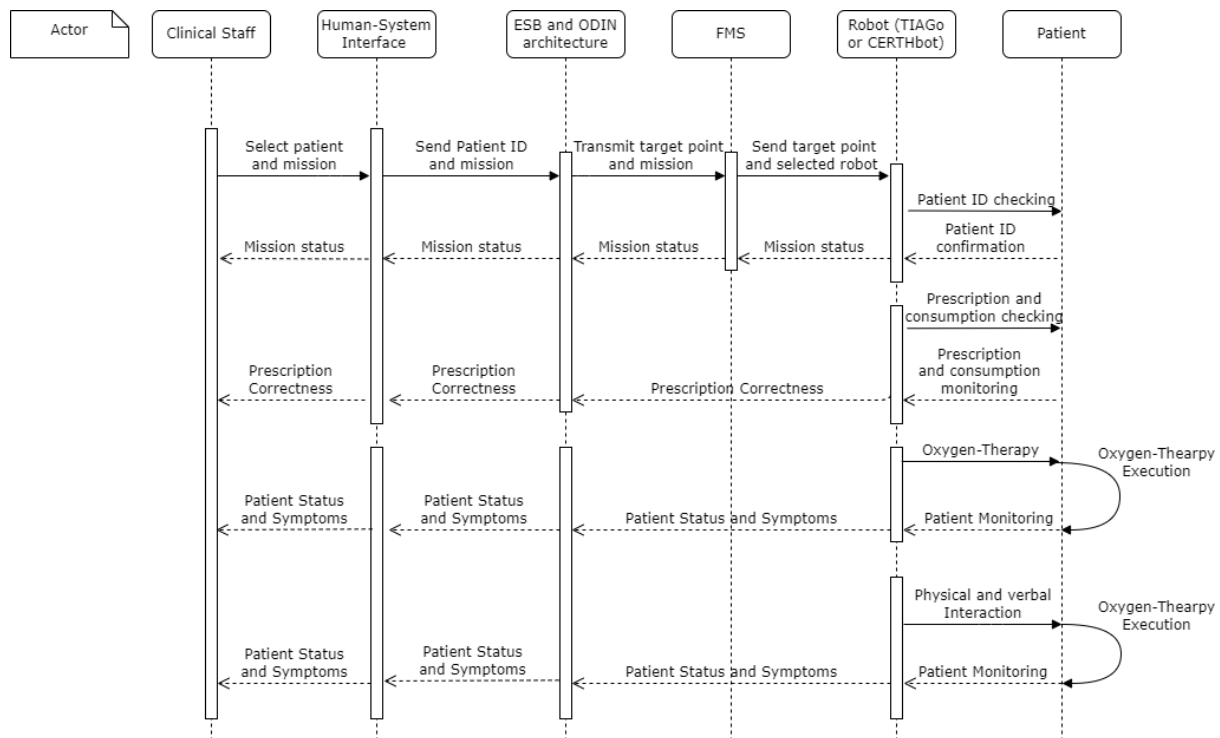 Actor
Clinical Staff
Human-System
Interface
ESB and ODIN
architecture
FMS
Robot (TIAGo
or CERTHbot)
Patient
Select patient
and mission
Send Patient ID
and mission
Transmit target point
and mission
Send target point
and selected robot
Patient ID checking
Mission status
Mission status
Mission status
Mission status
Patient ID
confirmation
Prescription and
consumption checking
Prescription
Correctness
Prescription
Correctness
Prescription Correctness
Prescription
and consumption
monitoring
Oxygen-Therapy
Oxygen-Thearpy
Execution
Patient Status
and Symptoms
Patient Status
and Symptoms
Patient Status and Symptoms
Patient Monitoring
Physical and verbal
Interaction
Oxygen-Thearpy
Execution
Patient Status
and Symptoms
Patient Status
and Symptoms
Patient Status and Symptoms
Patient Monitoring